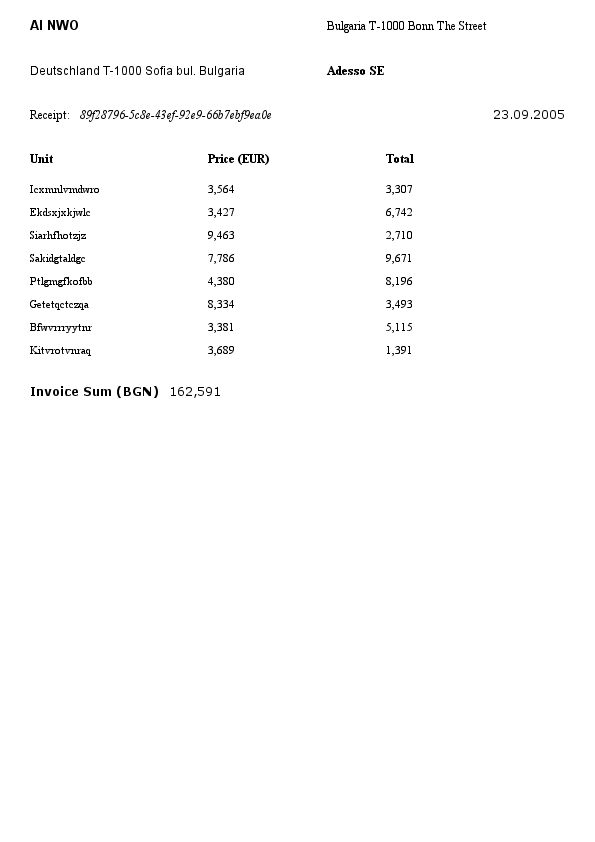 AI NWO Bulgaria T-1000 Bonn The Street
Deutschland T-1000 Sofia bul. Bulgaria Adesso SE
Receipt: 89f28796-5c8e-43ef-92e9-66b7ebf9ea0e 23.09.2005
Unit Price (EUR) Total
Icxmnlvmdwro 3,564 3,307
Ekdsxjxkjwlc 3,427 6,742
Siarhfhotzjz 9,463 2,710
Sakidgtaldgc 7,786 9,671
Ptlgmgfkofbb 4,380 8,196
Getetqctczqa 8,334 3,493
Bfwvrrryytnr 3,381 5,115
Kitvrotvnraq 3,689 1,391
Invoice Sum (BGN) 162,591